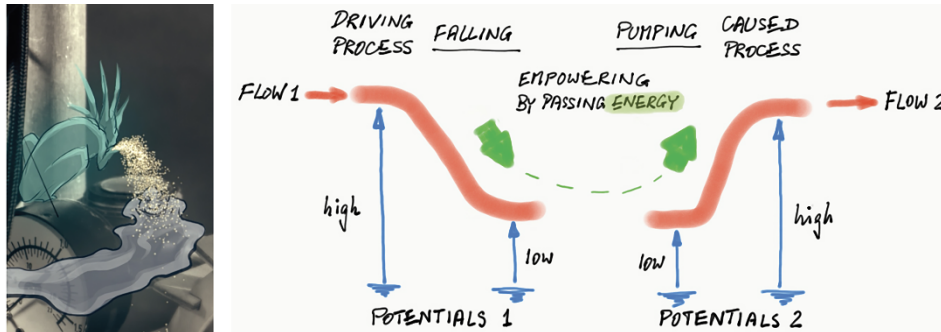 DRIVING
PROCESS
FALLING
PUMPING
CAUSED
PROCESS
EMPOWERING
BY PASSING ENERGY
FLOW 1
FLOW 2
high
low
low
high
POTENTIALS 1
POTENTIALS 2